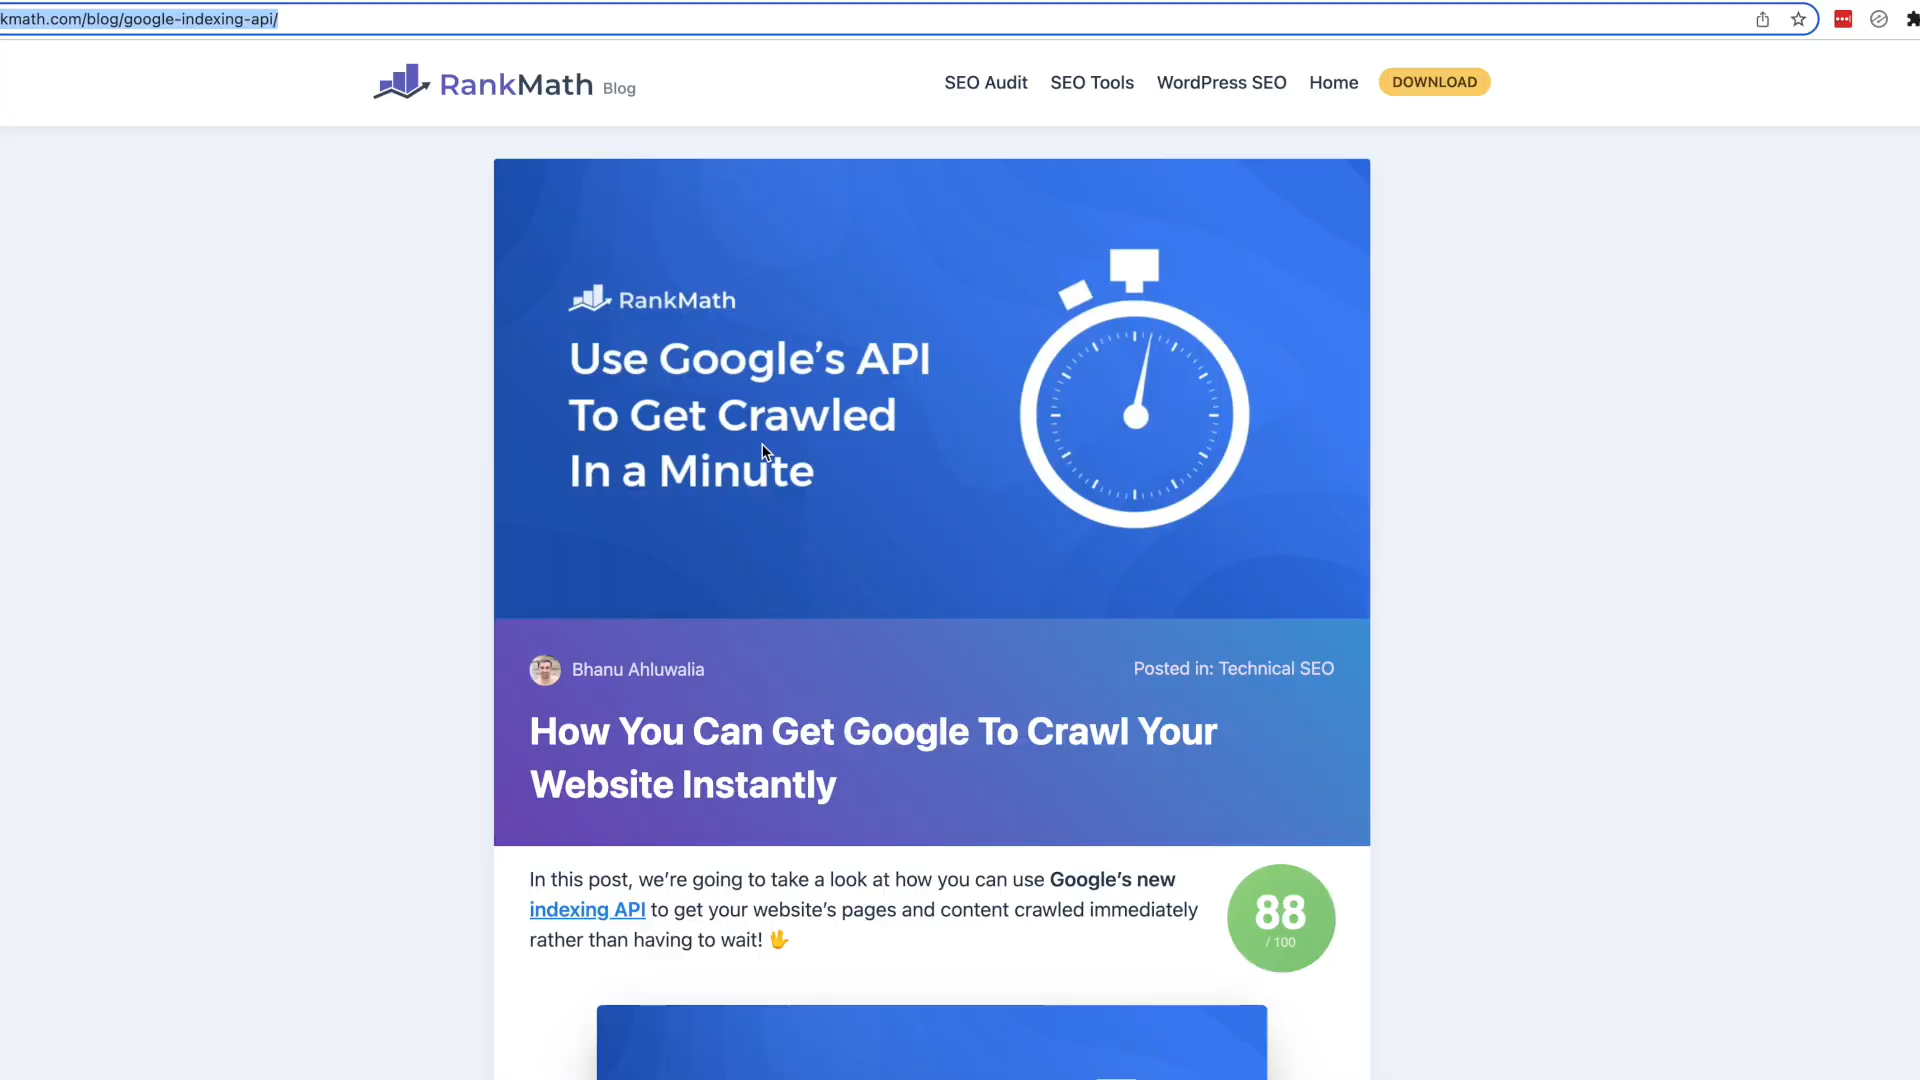 kmath.com/blog/google-indexing-api/
RankMath Blog
SEO Audit SEO Tools WordPress SEO Home DOWNLOAD
RankMath
Use Google’s API
To Get Crawled
In a Minute
Bhanu Ahluwalia
Posted in: Technical SEO
How You Can Get Google To Crawl Your
Website Instantly
In this post, we’re going to take a look at how you can use Google’s new
indexing API to get your website’s pages and content crawled immediately
rather than having to wait! 🖖
88
/ 100